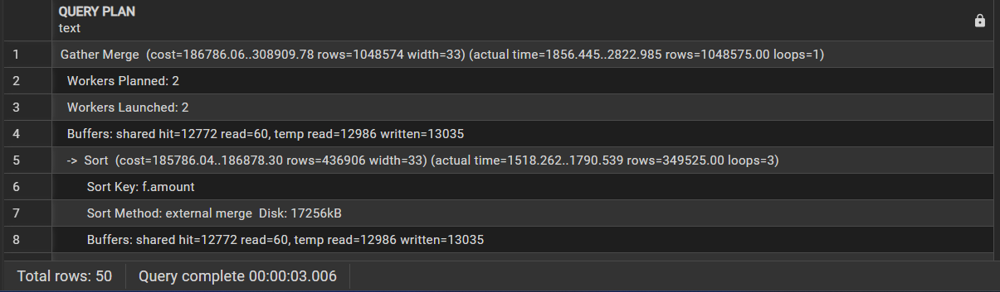 QUERY PLAN
text
1 Gather Merge (cost=186786.06..308909.78 rows=1048574 width=33) (actual time=1856.445..2822.985 rows=1048575.00 loops=1)
2 Workers Planned: 2
3 Workers Launched: 2
4 Buffers: shared hit=12772 read=60, temp read=12986 written=13035
5 -> Sort (cost=185786.04..186878.30 rows=436906 width=33) (actual time=1518.262..1790.539 rows=349525.00 loops=3)
6 Sort Key: f.amount
7 Sort Method: external merge Disk: 17256kB
8 Buffers: shared hit=12772 read=60, temp read=12986 written=13035
Total rows: 50 Query complete 00:00:03.006